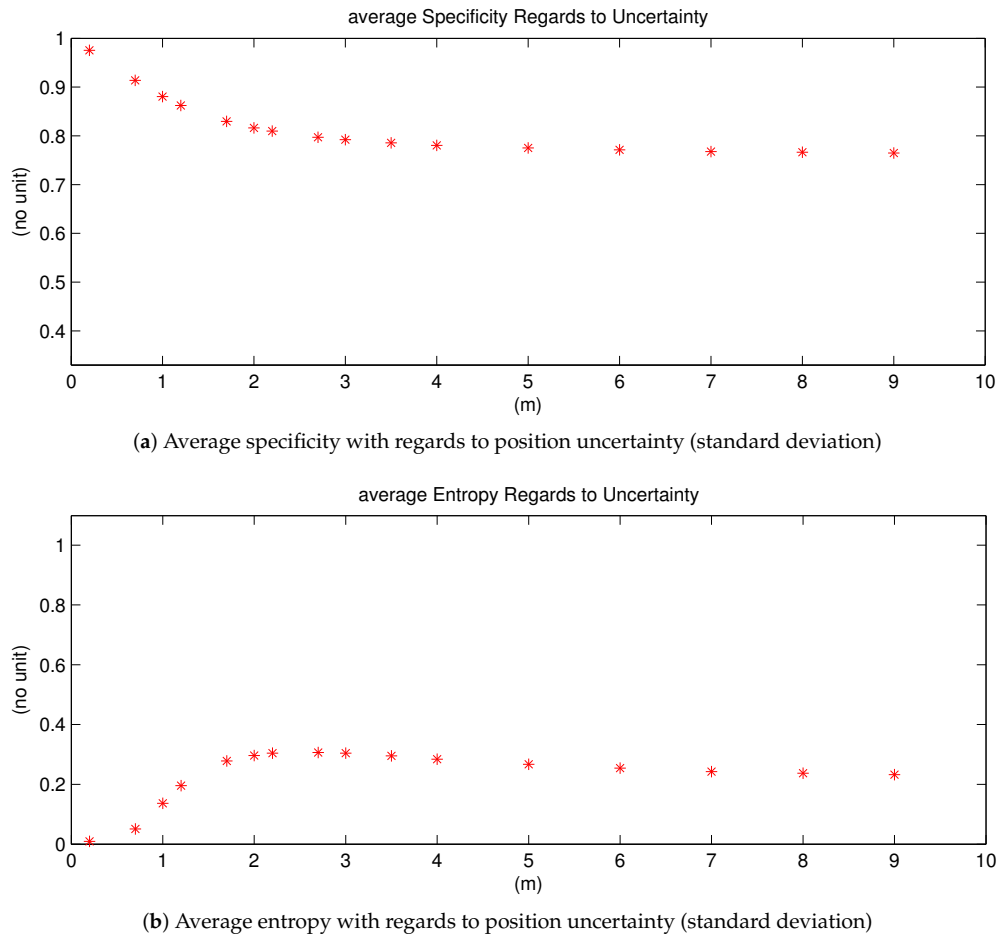 average Specificity Regards to Uncertainty
1
0.9
0.8
0.7
0.6
0.5
0.4
(no unit)
0 1 2 3 4 5 6 7 8 9 10
(m)
(a) Average specificity with regards to position uncertainty (standard deviation)
average Entropy Regards to Uncertainty
1
0.8
0.6
0.4
0.2
0
(no unit)
0 1 2 3 4 5 6 7 8 9 10
(m)
(b) Average entropy with regards to position uncertainty (standard deviation)